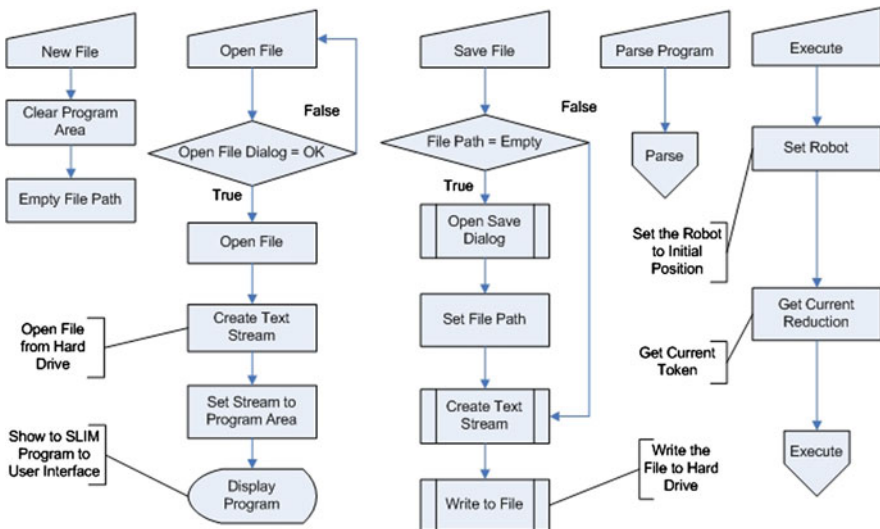 New File
Clear Program
Area
Empty File Path
Open File
False
Open File Dialog = OK
True
Open File
Create Text
Stream
Open File
from Hard
Drive
Set Stream to
Program Area
Show to SLIM
Program to
User Interface
Display
Program
Save File
False
File Path = Empty
True
Open Save
Dialog
Set File Path
Create Text
Stream
Write to File
Write the
File to Hard
Drive
Parse Program
Parse
Execute
Set Robot
Set the Robot
to Initial
Position
Get Current
Reduction
Get Current
Token
Execute